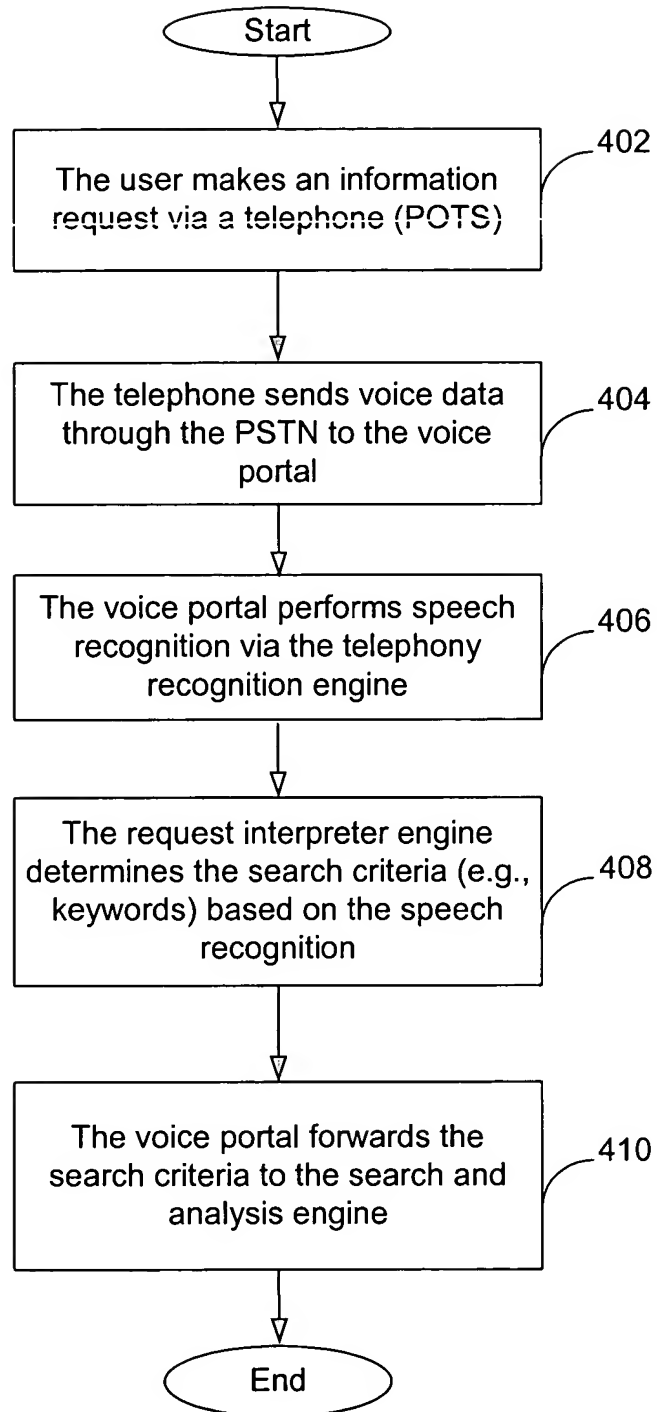 Start
402
The user makes an information
request via a telephone (POTS)
404
The telephone sends voice data
through the PSTN to the voice
portal
406
The voice portal performs speech
recognition via the telephony
recognition engine
408
The request interpreter engine
determines the search criteria (e.g.,
keywords) based on the speech
recognition
410
The voice portal forwards the
search criteria to the search and
analysis engine
End